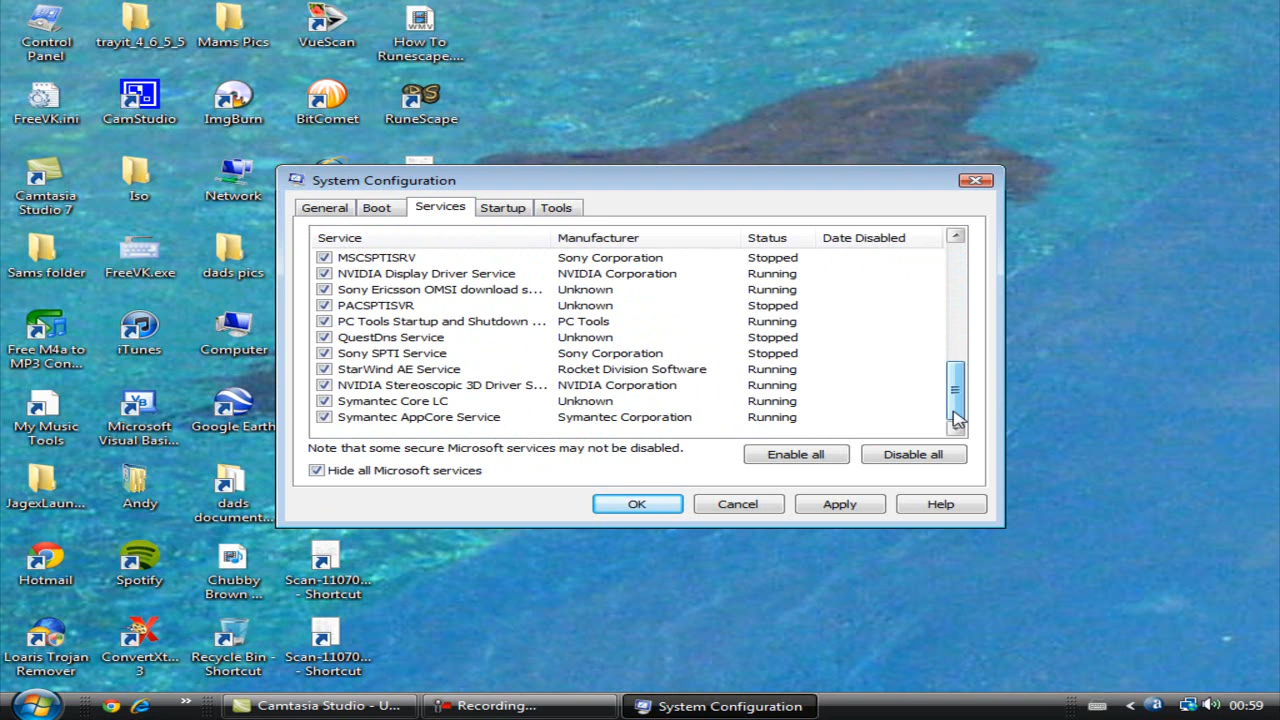 Control
Panel
trayit_4_6_5_5
Mams Pics
VueScan
How To
Runescape....
WMV
FreeVK.ini
CamStudio
ImgBurn
BitComet
RuneScape
Camtasia
Studio 7
Iso
Network
Sams folder
FreeVK.exe
dads pics
Free M4a to
MP3 Con...
iTunes
Computer
My Music
Tools
Microsoft
Visual Basi...
Google Earth
JagexLaun...
Andy
dads
documen...
Hotmail
Spotify
Chubby
Brown ...
Scan-11070...
- Shortcut
Loaris Trojan
Remover
ConvertXt...
3
Recycle Bin -
Shortcut
Scan-11070...
- Shortcut
System Configuration
General Boot Services Startup Tools
Service Manufacturer Status Date Disabled
MSCSPTISRV Sony Corporation Stopped
NVIDIA Display Driver Service NVIDIA Corporation Running
Sony Ericsson OMSI download s... Unknown Running
PACSPTISVR Unknown Stopped
PC Tools Startup and Shutdown ... PC Tools Running
QuestDns Service Unknown Stopped
Sony SPTI Service Sony Corporation Stopped
StarWind AE Service Rocket Division Software Running
NVIDIA Stereoscopic 3D Driver S... NVIDIA Corporation Running
Symantec Core LC Unknown Running
Symantec AppCore Service Symantec Corporation Running
Note that some secure Microsoft services may not be disabled.
Enable all Disable all
Hide all Microsoft services
OK Cancel Apply Help
Camtasia Studio - U... Recording... System Configuration 00:59